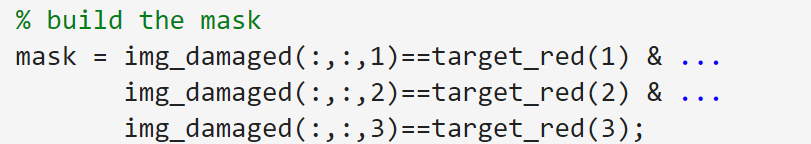 % build the mask
mask = img_damaged(:,:,1)==target_red(1) & ...
img_damaged(:,:,2)==target_red(2) & ...
img_damaged(:,:,3)==target_red(3);